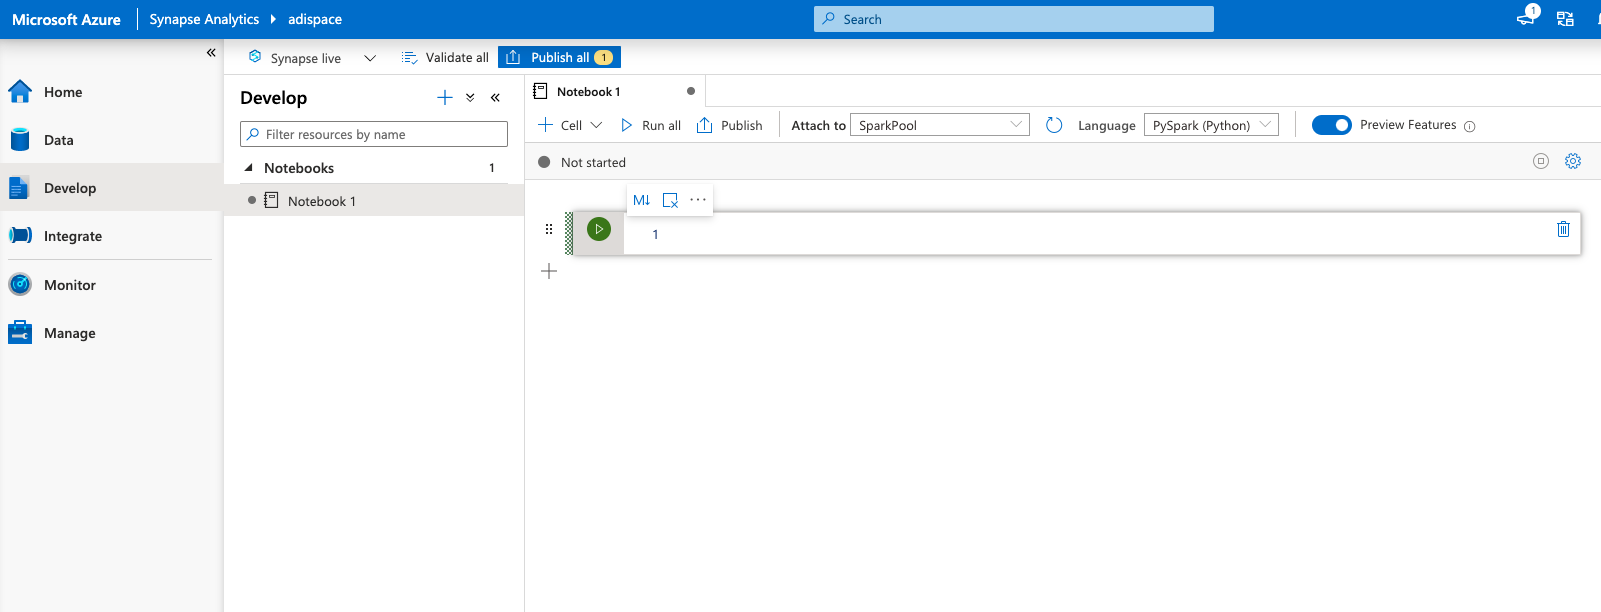 Microsoft Azure
Synapse Analytics
adispace
Search
1
Synapse live
Validate all
Publish all 1
Home
Data
Develop
Integrate
Monitor
Manage
Develop
Filter resources by name
Notebooks 1
Notebook 1
Notebook 1
Cell
Run all
Publish
Attach to SparkPool
Language PySpark (Python)
Preview Features
Not started
M↓
1